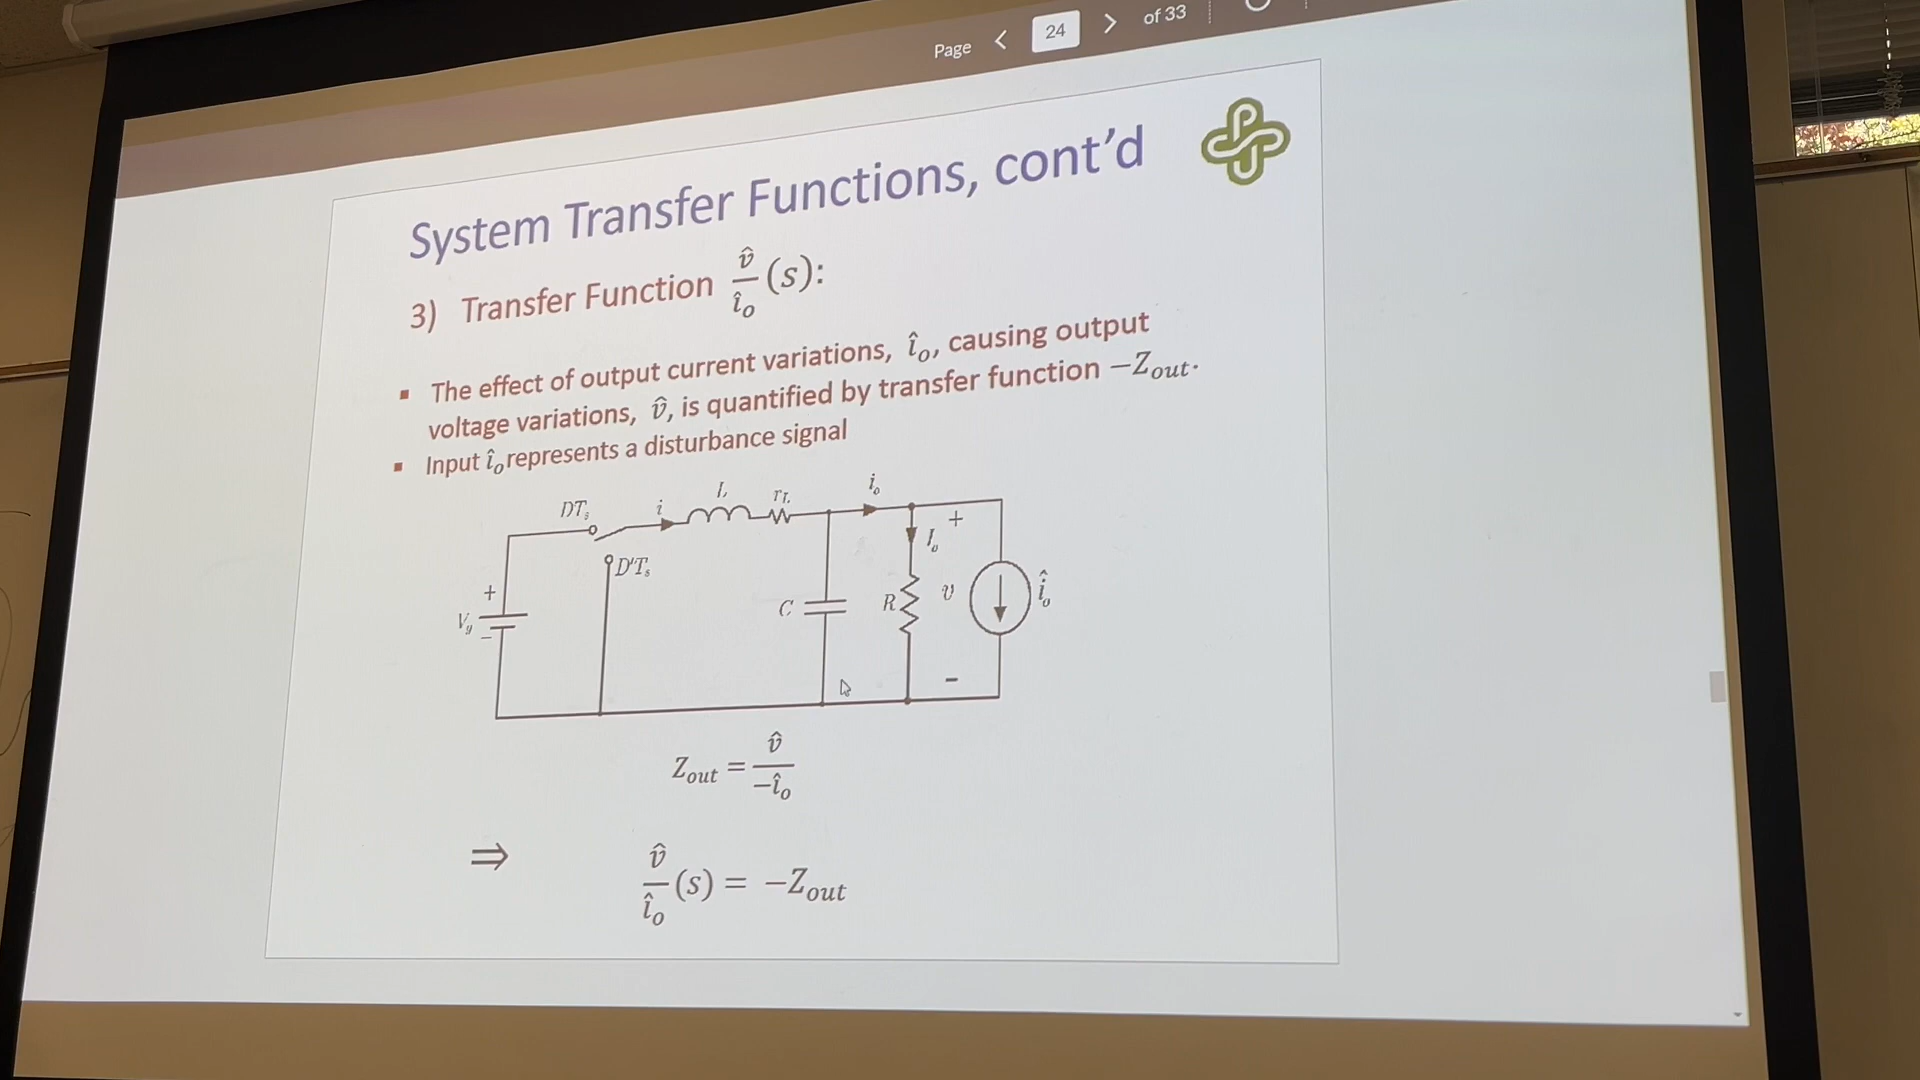 Page < 24 > of 33
System Transfer Functions, cont’d
3) Transfer Function v̂/î_o (s):
▪ The effect of output current variations, î_o, causing output
voltage variations, v̂, is quantified by transfer function −Z_out.
▪ Input î_o represents a disturbance signal
DT_s i L r_L i_o
D'T_s I_o +
+ V_g − C R v î_o
-
Z_out = v̂/−î_o
⇒ v̂/î_o (s) = −Z_out